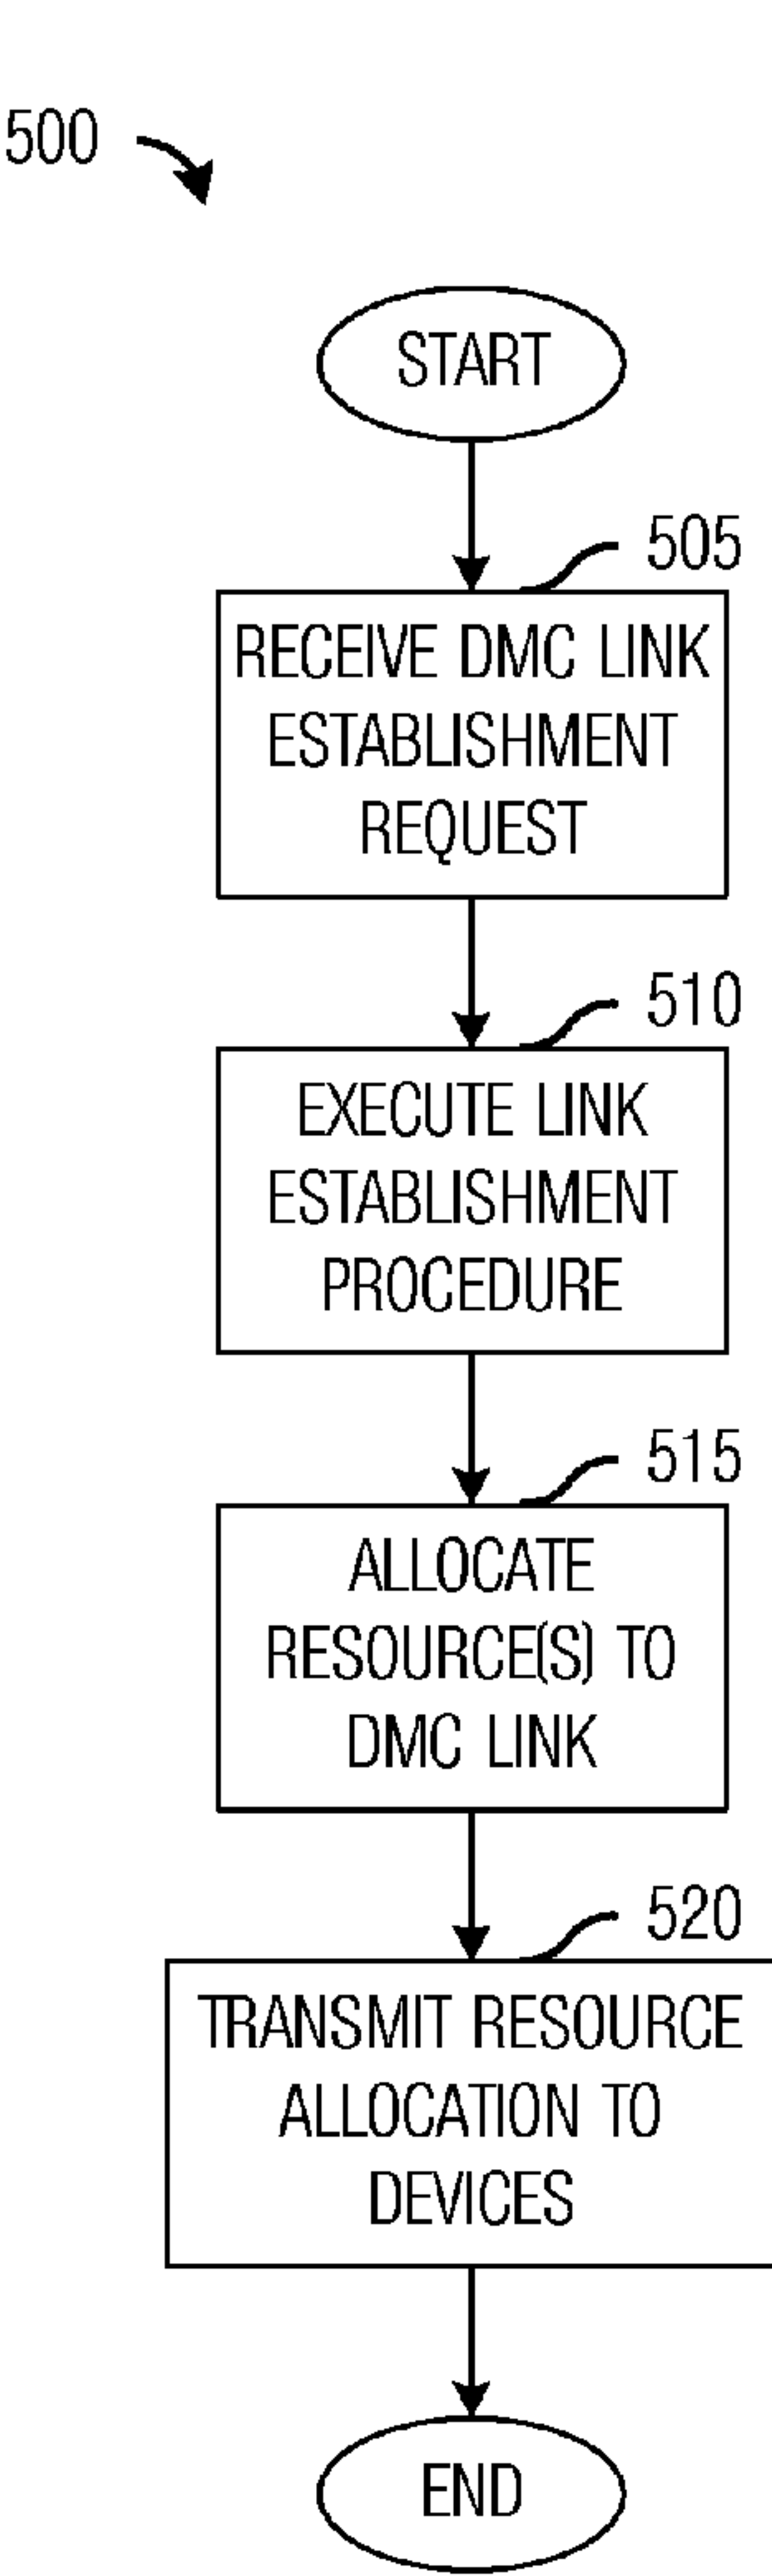 500
START
505
RECEIVE DMC LINK
ESTABLISHMENT
REQUEST
510
EXECUTE LINK
ESTABLISHMENT
PROCEDURE
515
ALLOCATE
RESOURCE(S) TO
DMC LINK
520
TRANSMIT RESOURCE
ALLOCATION TO
DEVICES
END